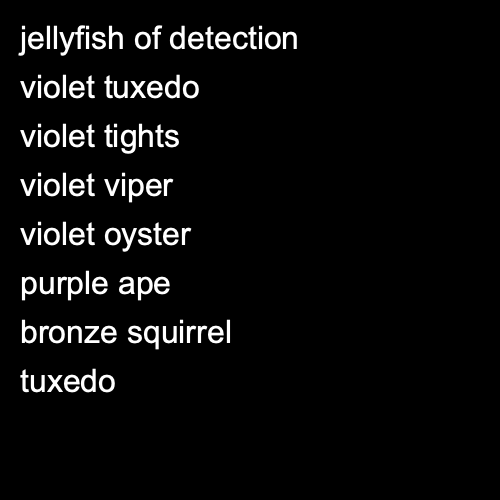 jellyfish of detection
violet tuxedo
violet tights
violet viper
violet oyster
purple ape
bronze squirrel
tuxedo